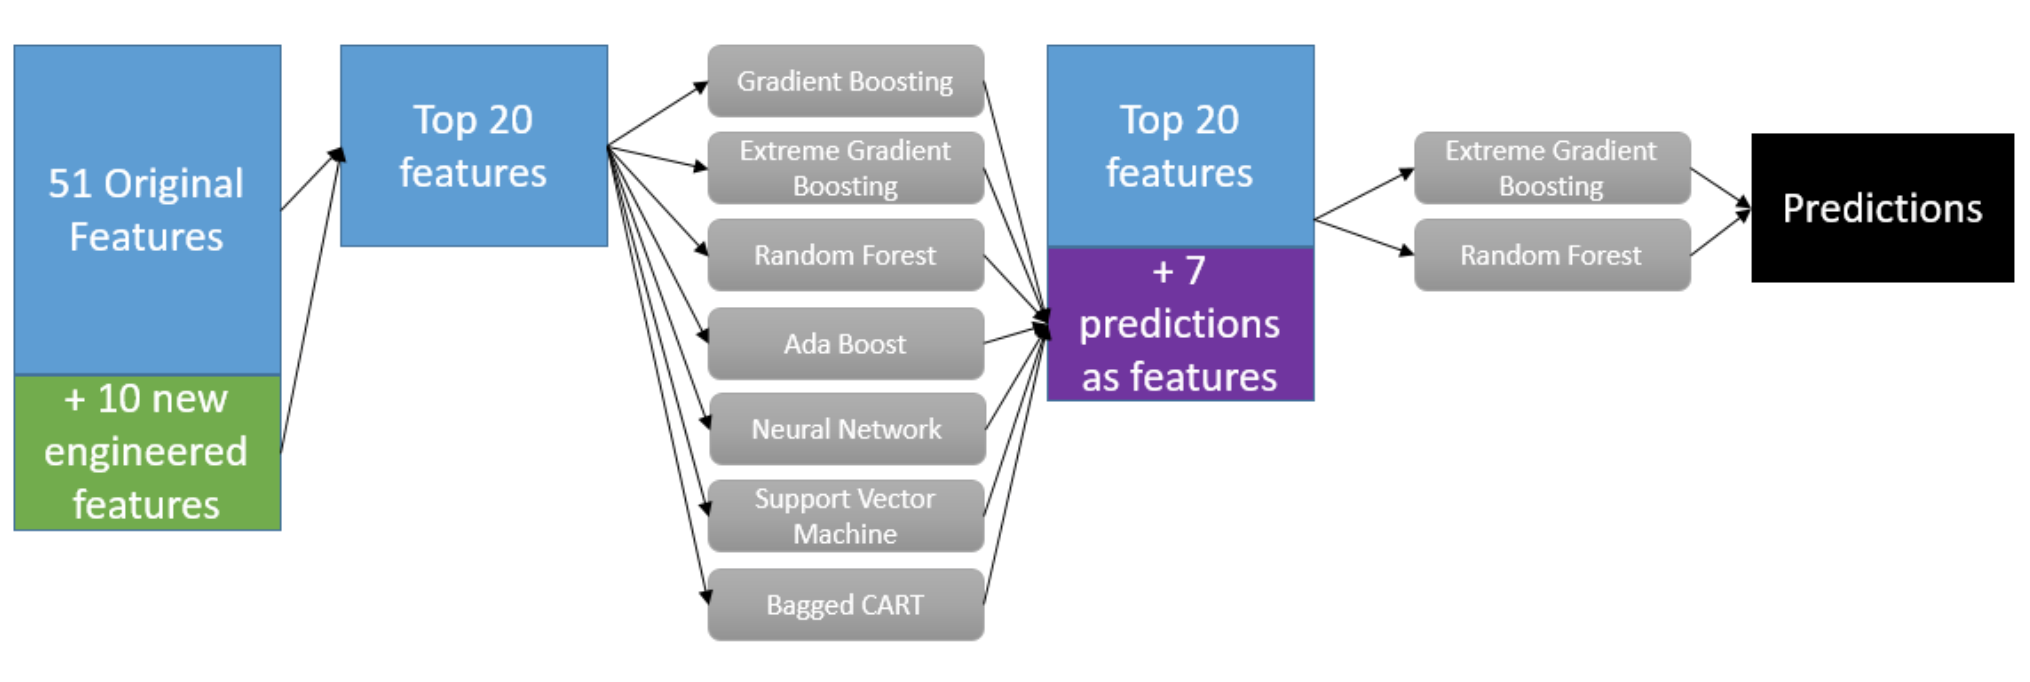 51 Original
Features
+ 10 new
engineered
features
Top 20
features
Gradient Boosting
Extreme Gradient
Boosting
Random Forest
Ada Boost
Neural Network
Support Vector
Machine
Bagged CART
Top 20
features
+ 7
predictions
as features
Extreme Gradient
Boosting
Random Forest
Predictions